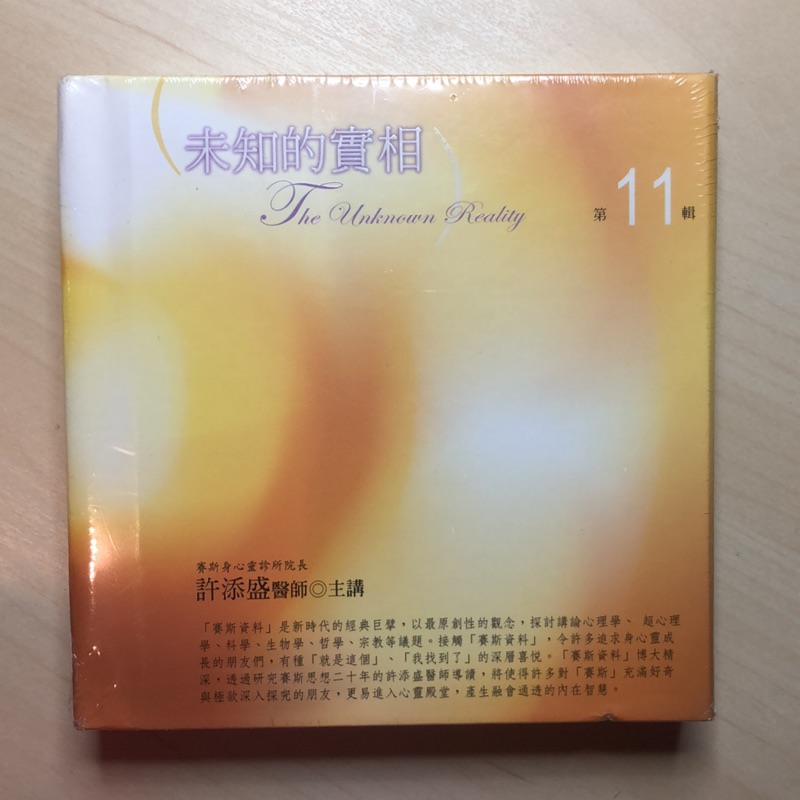 未知的實相
The Unknown Reality
第11輯
賽斯身心靈診所院長
許添盛醫師◎主講
「賽斯資料」是新時代的經典巨擘，以最原創性的觀念，探討講論心理學、超心理
學、科學、生物學、哲學、宗教等議題。接觸「賽斯資料」，令許多追求身心靈成
長的朋友們，有種「就是這個」、「我找到了」的深層喜悅。「賽斯資料」博大精
深，透過研究賽斯思想二十年的許添盛醫師導讀，將使得許多對「賽斯」充滿好奇
與極欲深入探究的朋友，更易進入心靈殿堂，產生融會通透的內在智慧。